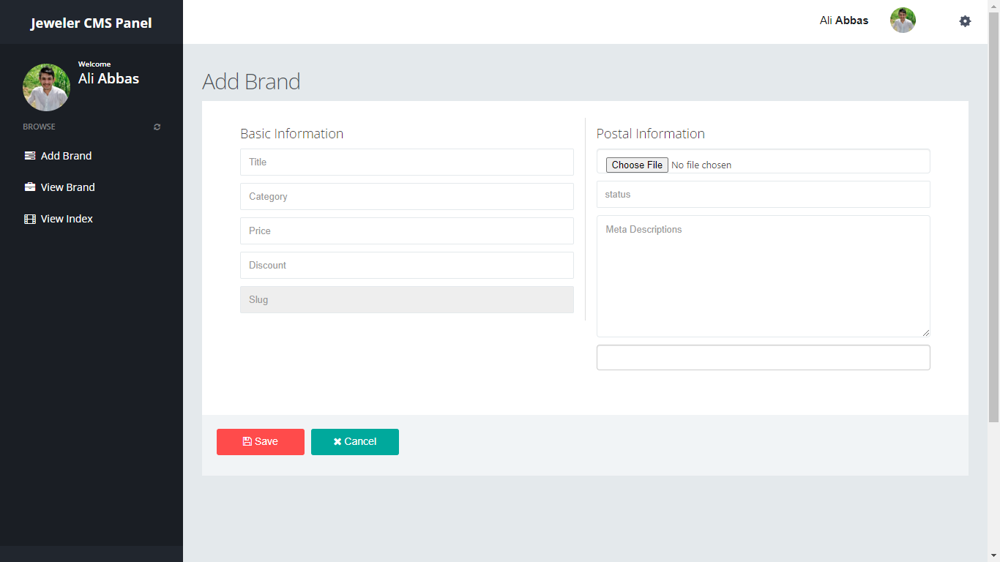 Jeweler CMS Panel
Ali Abbas
Welcome
Ali Abbas
BROWSE
Add Brand
View Brand
View Index
Add Brand
Basic Information
Title
Category
Price
Discount
Slug
Postal Information
Choose File No file chosen
status
Meta Descriptions
Save
Cancel